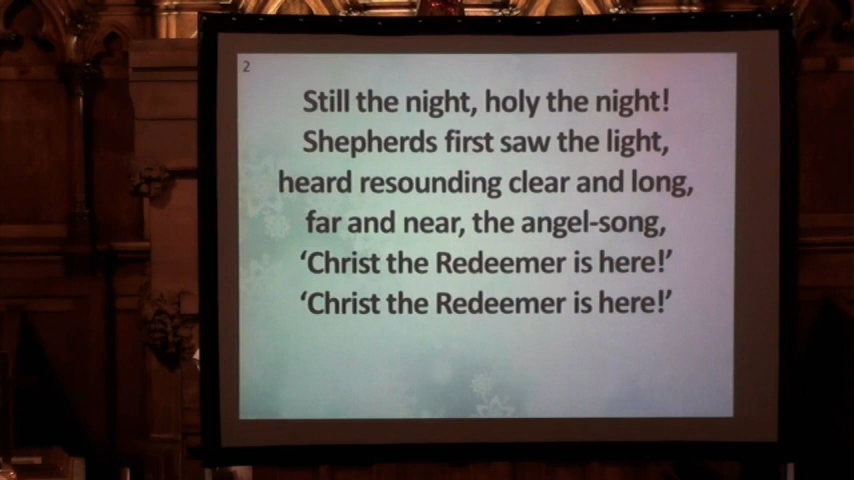 2
Still the night, holy the night!
Shepherds first saw the light,
heard resounding clear and long,
far and near, the angel-song,
‘Christ the Redeemer is here!’
‘Christ the Redeemer is here!’